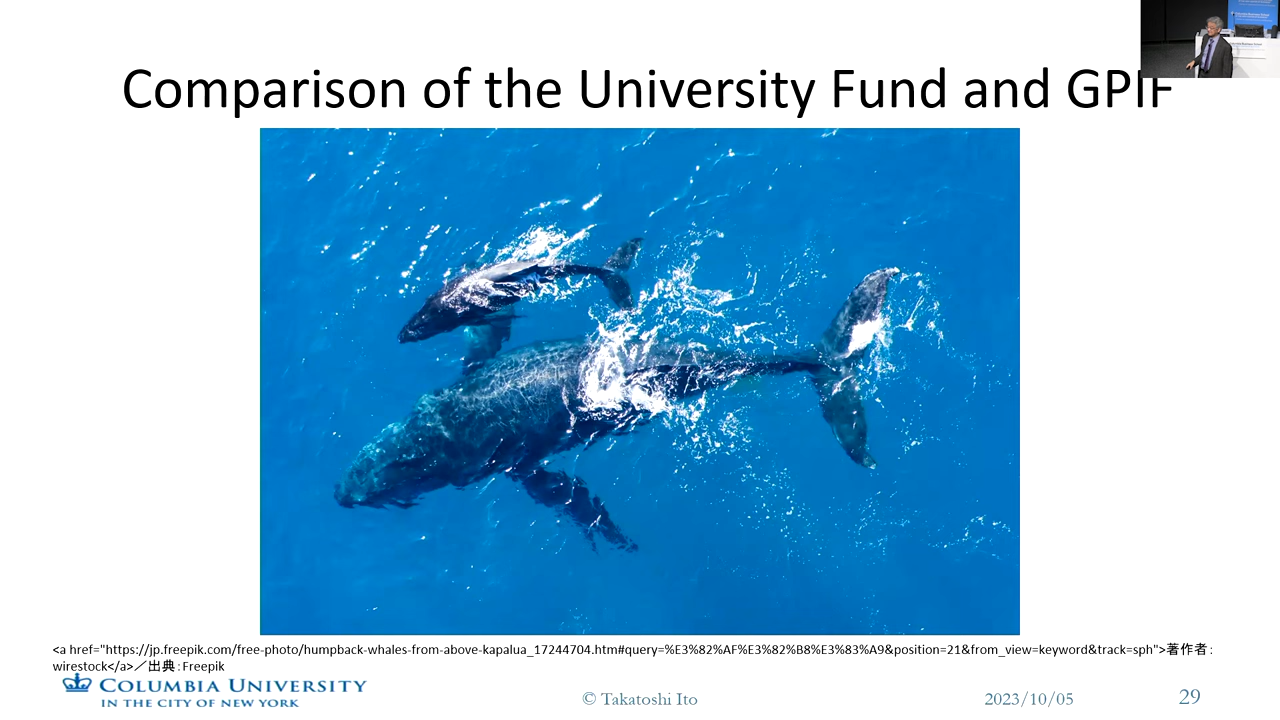 Comparison of the University Fund and GPIF
<a href="https://jp.freepik.com/free-photo/humpback-whales-from-above-kapalua_17244704.htm#query=%E3%82%AF%E3%82%B8%E3%83%A9&position=21&from_view=keyword&track=sph">著作者：
wirestock</a>／出典：Freepik
COLUMBIA UNIVERSITY
IN THE CITY OF NEW YORK
© Takatoshi Ito
2023/10/05
29